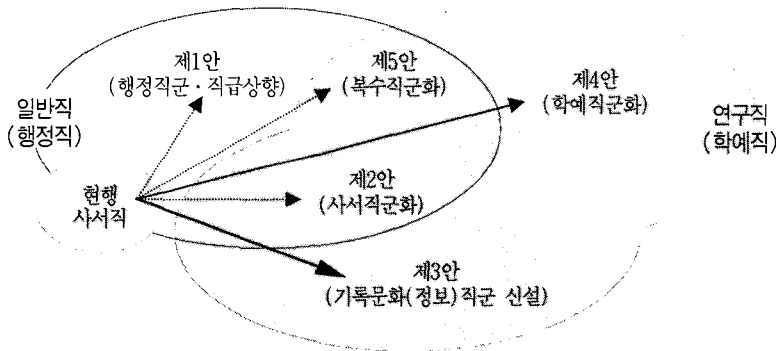 제1안
(행정직군·직급상향)
제5안
(복수직군화)
제4안
(학예직군화)
일반직
(행정직)
연구직
(학예직)
현행
사서직
제2안
(사서직군화)
제3안
(기록문화(정보)직군 신설)